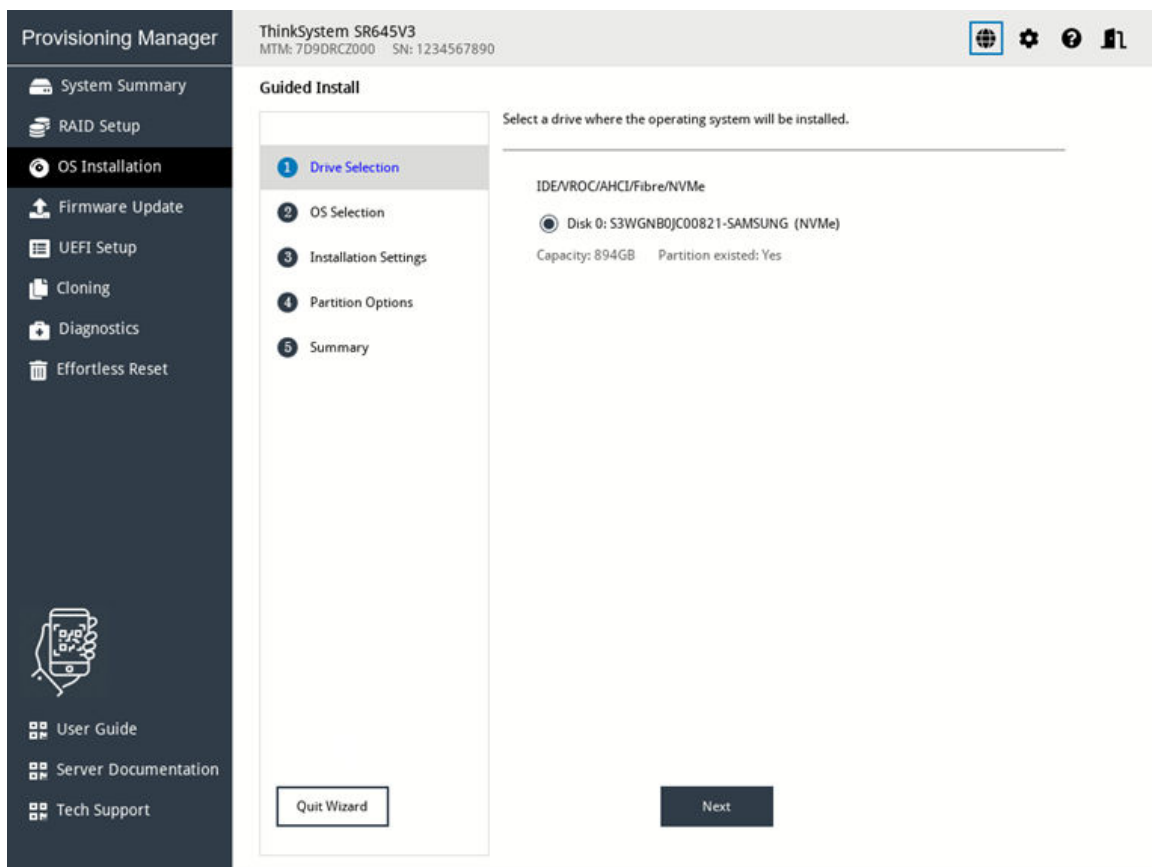 Provisioning Manager
ThinkSystem SR645V3
MTM: 7D9DRCZ000 SN: 1234567890
System Summary
RAID Setup
OS Installation
Firmware Update
UEFI Setup
Cloning
Diagnostics
Effortless Reset
User Guide
Server Documentation
Tech Support
Guided Install
1 Drive Selection
2 OS Selection
3 Installation Settings
4 Partition Options
5 Summary
Quit Wizard
Select a drive where the operating system will be installed.
IDE/VROC/AHCI/Fibre/NVMe
Disk 0: S3WGNB0JC00821-SAMSUNG (NVMe)
Capacity: 894GB Partition existed: Yes
Next